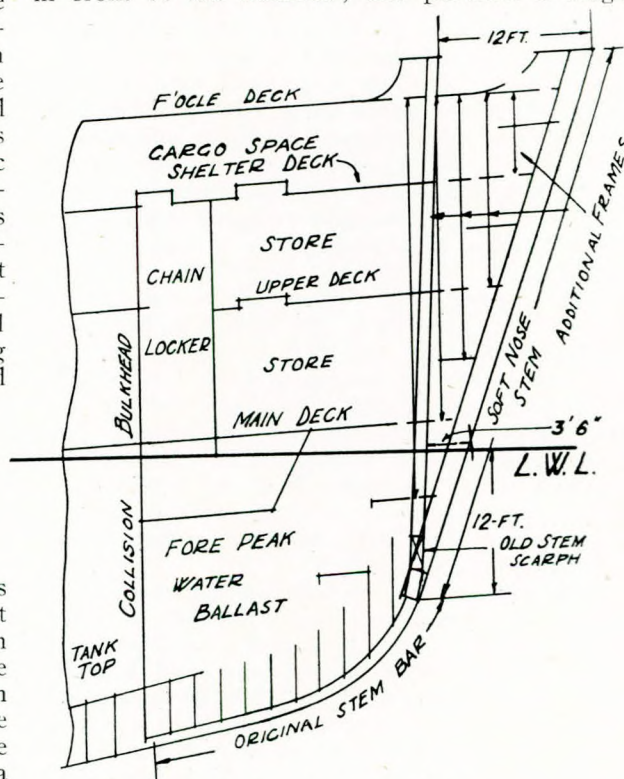 12 FT.
F'OCLE DECK
CARGO SPACE
SHELTER DECK
STORE
CHAIN
LOCKER
UPPER DECK
STORE
BULKHEAD
MAIN DECK
SOFT NOSE
STEM
ADDITIONAL FRAMES
3'6"
L.W.L.
12-FT.
OLD STEM
SCARPH
COLLISION
FORE PEAK
WATER
BALLAST
TANK
TOP
ORIGINAL STEM BAR